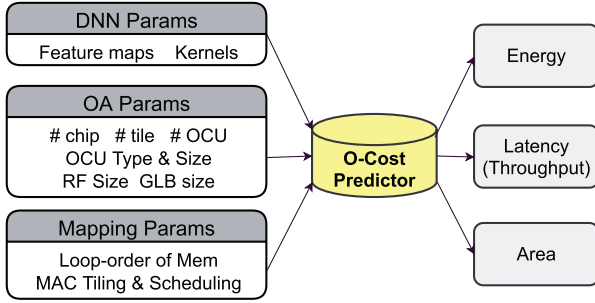 DNN Params
Feature maps Kernels
OA Params
# chip # tile # OCU
OCU Type & Size
RF Size GLB size
Mapping Params
Loop-order of Mem
MAC Tiling & Scheduling
O-Cost
Predictor
Energy
Latency
(Throughput)
Area